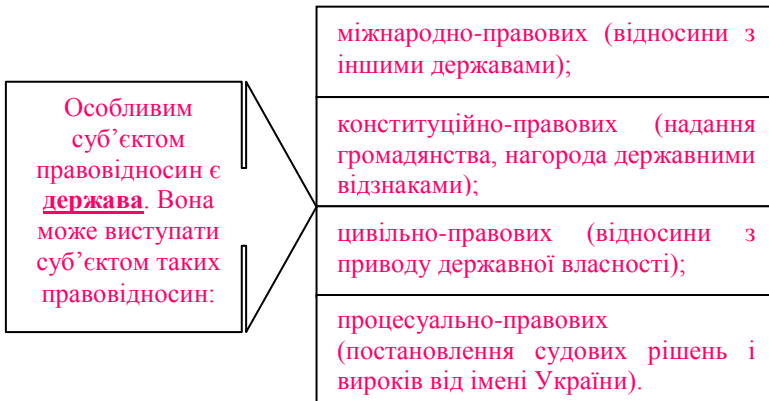 Особливим
суб’єктом
правовідносин є
держава. Вона
може виступати
суб’єктом таких
правовідносин:
міжнародно-правових (відносини з
іншими державами);
конституційно-правових (надання
громадянства, нагорода державними
відзнаками);
цивільно-правових (відносини з
приводу державної власності);
процесуально-правових
(постановлення судових рішень і
вироків від імені України).